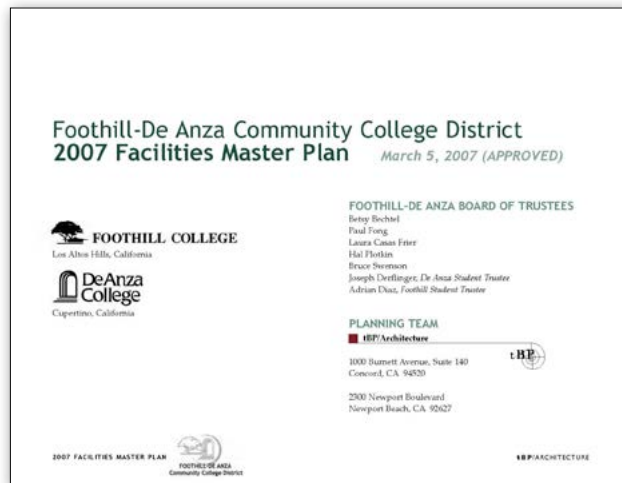 Foothill-De Anza Community College District
2007 Facilities Master Plan March 5, 2007 (APPROVED)
FOOTHILL COLLEGE
Los Altos Hills, California
DeAnza
College
Cupertino, California
FOOTHILL-DE ANZA BOARD OF TRUSTEES
Betsy Bechtel
Paul Fong
Laura Casas Frier
Hal Plotkin
Bruce Swenson
Joseph Derflinger, De Anza Student Trustee
Adrian Diaz, Foothill Student Trustee
PLANNING TEAM
tBP/Architecture
tBP
1000 Burnett Avenue, Suite 140
Concord, CA 94520
2300 Newport Boulevard
Newport Beach, CA 92627
2007 FACILITIES MASTER PLAN
FOOTHILL-DE ANZA
Community College District
tBP/ARCHITECTURE